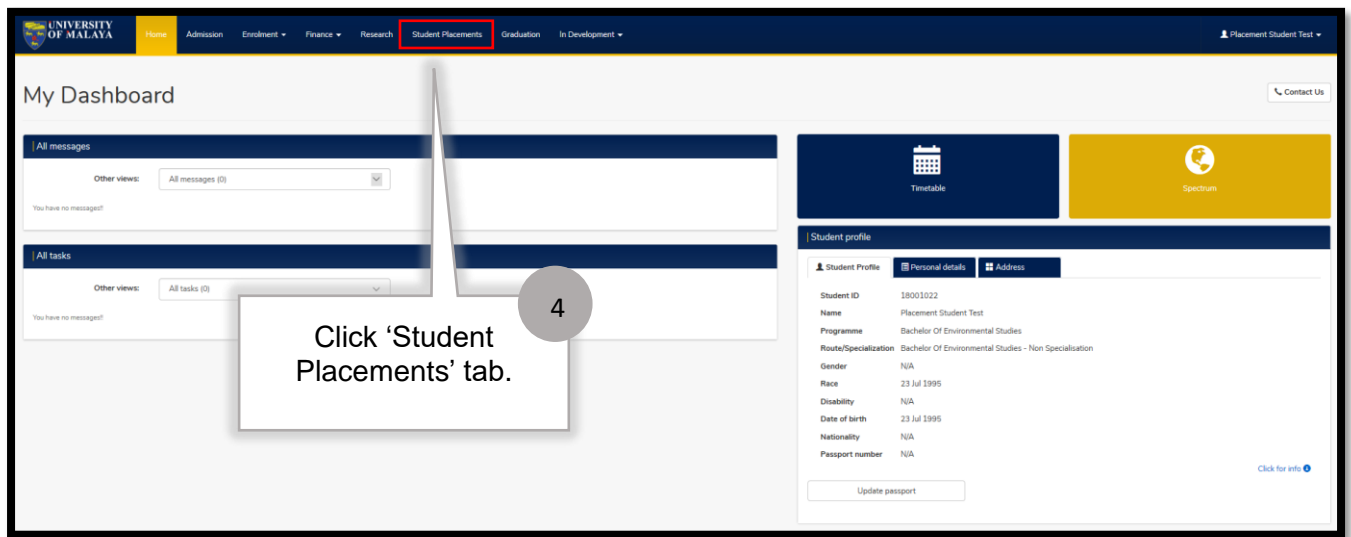 UNIVERSITY
OF MALAYA
Home Admission Enrolment Finance Research Student Placements Graduation In Development Placement Student Test
My Dashboard
Contact Us
All messages
Other views: All messages (0)
You have no messages!!
All tasks
Other views: All tasks (0)
You have no messages!!
4
Click ‘Student
Placements’ tab.
Timetable
Spectrum
Student profile
Student Profile Personal details Address
Student ID 18001022
Name Placement Student Test
Programme Bachelor Of Environmental Studies
Route/Specialization Bachelor Of Environmental Studies - Non Specialisation
Gender N/A
Race 23 Jul 1995
Disability N/A
Date of birth 23 Jul 1995
Nationality N/A
Passport number N/A
Click for info
Update passport